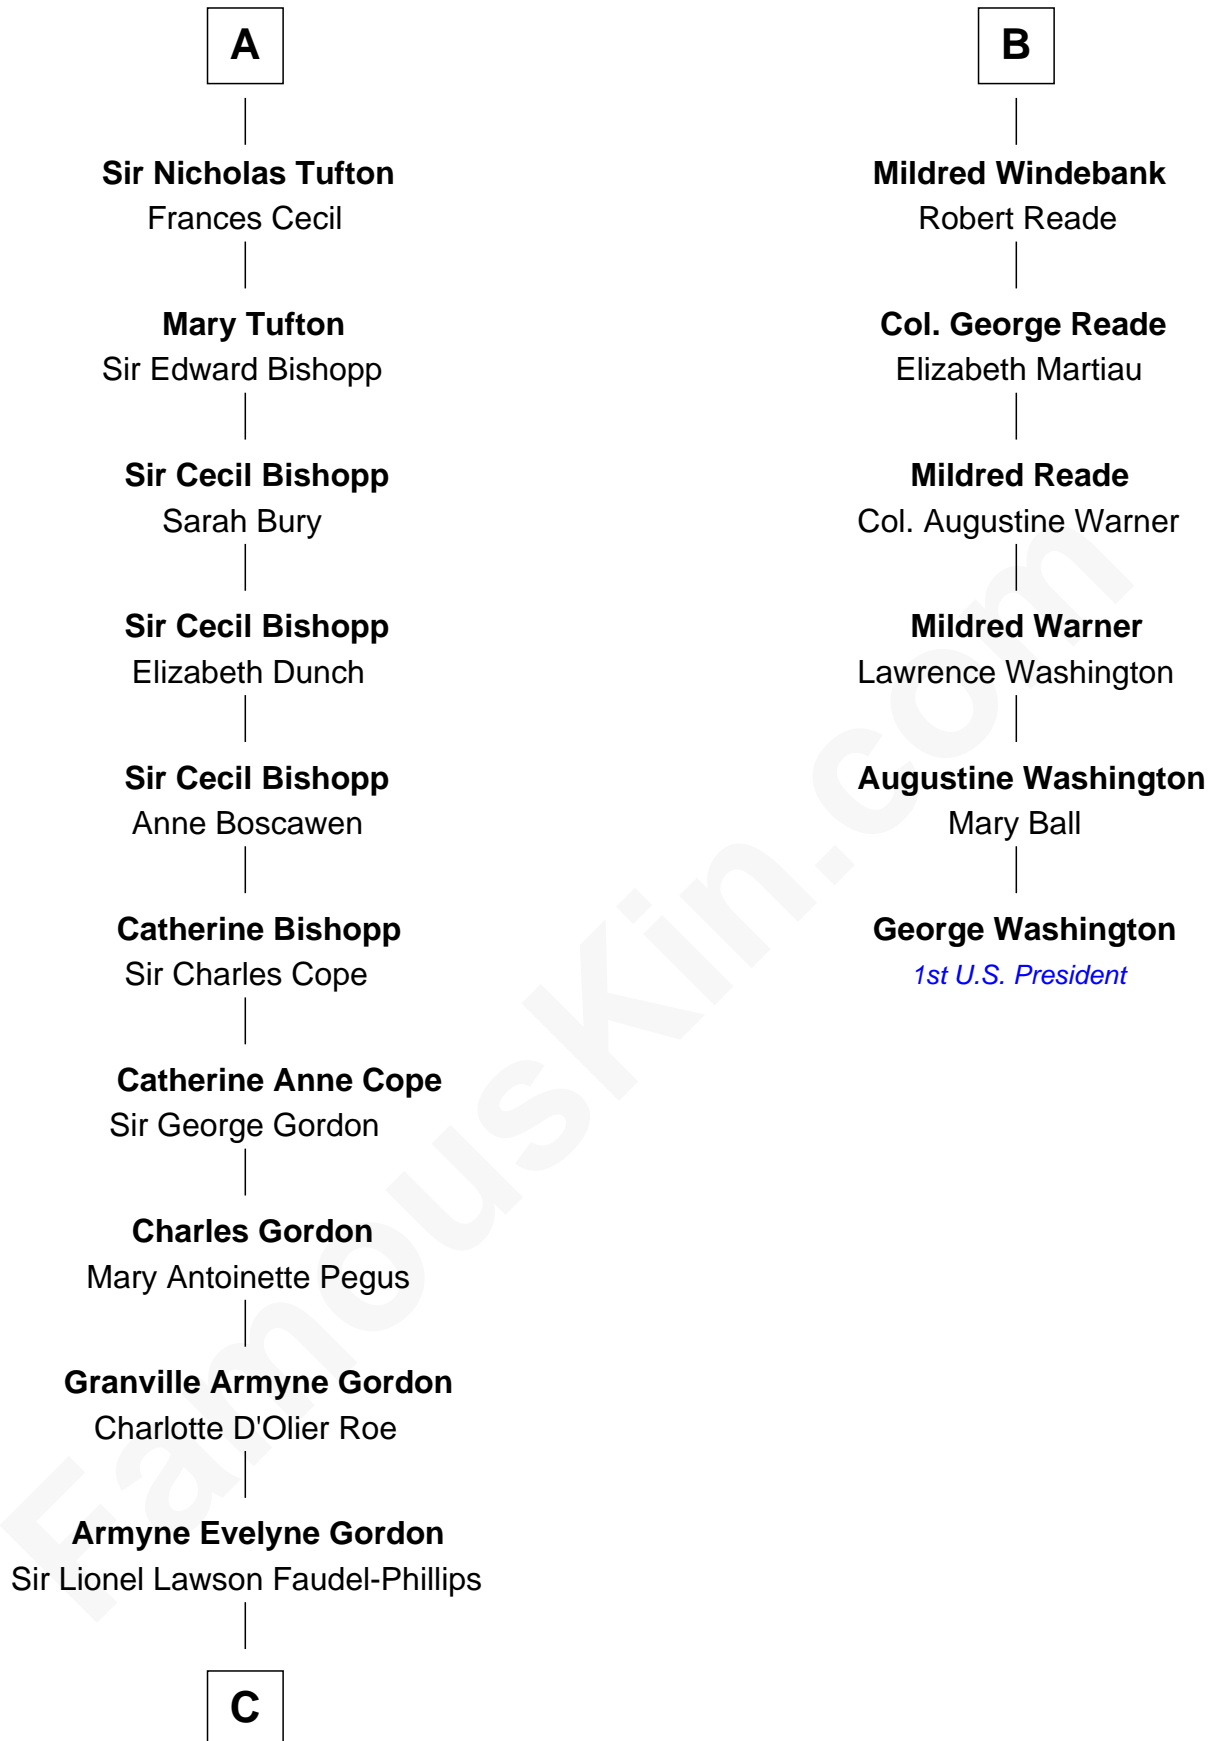 A
Sir Nicholas Tufton
Frances Cecil
Mary Tufton
Sir Edward Bishopp
Sir Cecil Bishopp
Sarah Bury
Sir Cecil Bishopp
Elizabeth Dunch
Sir Cecil Bishopp
Anne Boscawen
Catherine Bishopp
Sir Charles Cope
Catherine Anne Cope
Sir George Gordon
Charles Gordon
Mary Antoinette Pegus
Granville Armyne Gordon
Charlotte D'Olier Roe
Armyne Evelyne Gordon
Sir Lionel Lawson Faudel-Phillips
C
B
Mildred Windebank
Robert Reade
Col. George Reade
Elizabeth Martiau
Mildred Reade
Col. Augustine Warner
Mildred Warner
Lawrence Washington
Augustine Washington
Mary Ball
George Washington
1st U.S. President
FamousKin.com